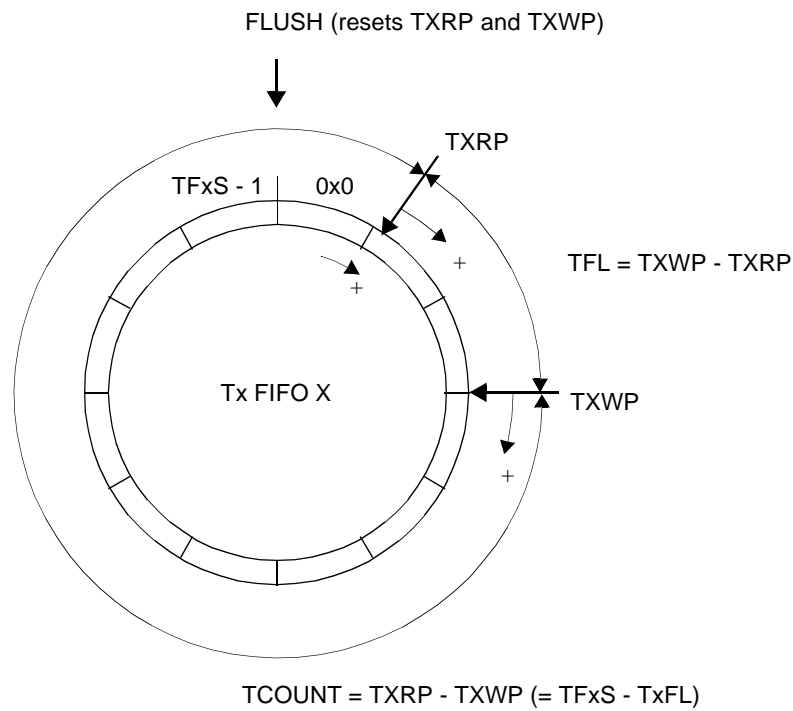 FLUSH (resets TXRP and TXWP)
TXRP
TFxS - 1
0x0
+
TFL = TXWP - TXRP
+
Tx FIFO X
TXWP
+
TCOUNT = TXRP - TXWP (= TFxS - TxFL)